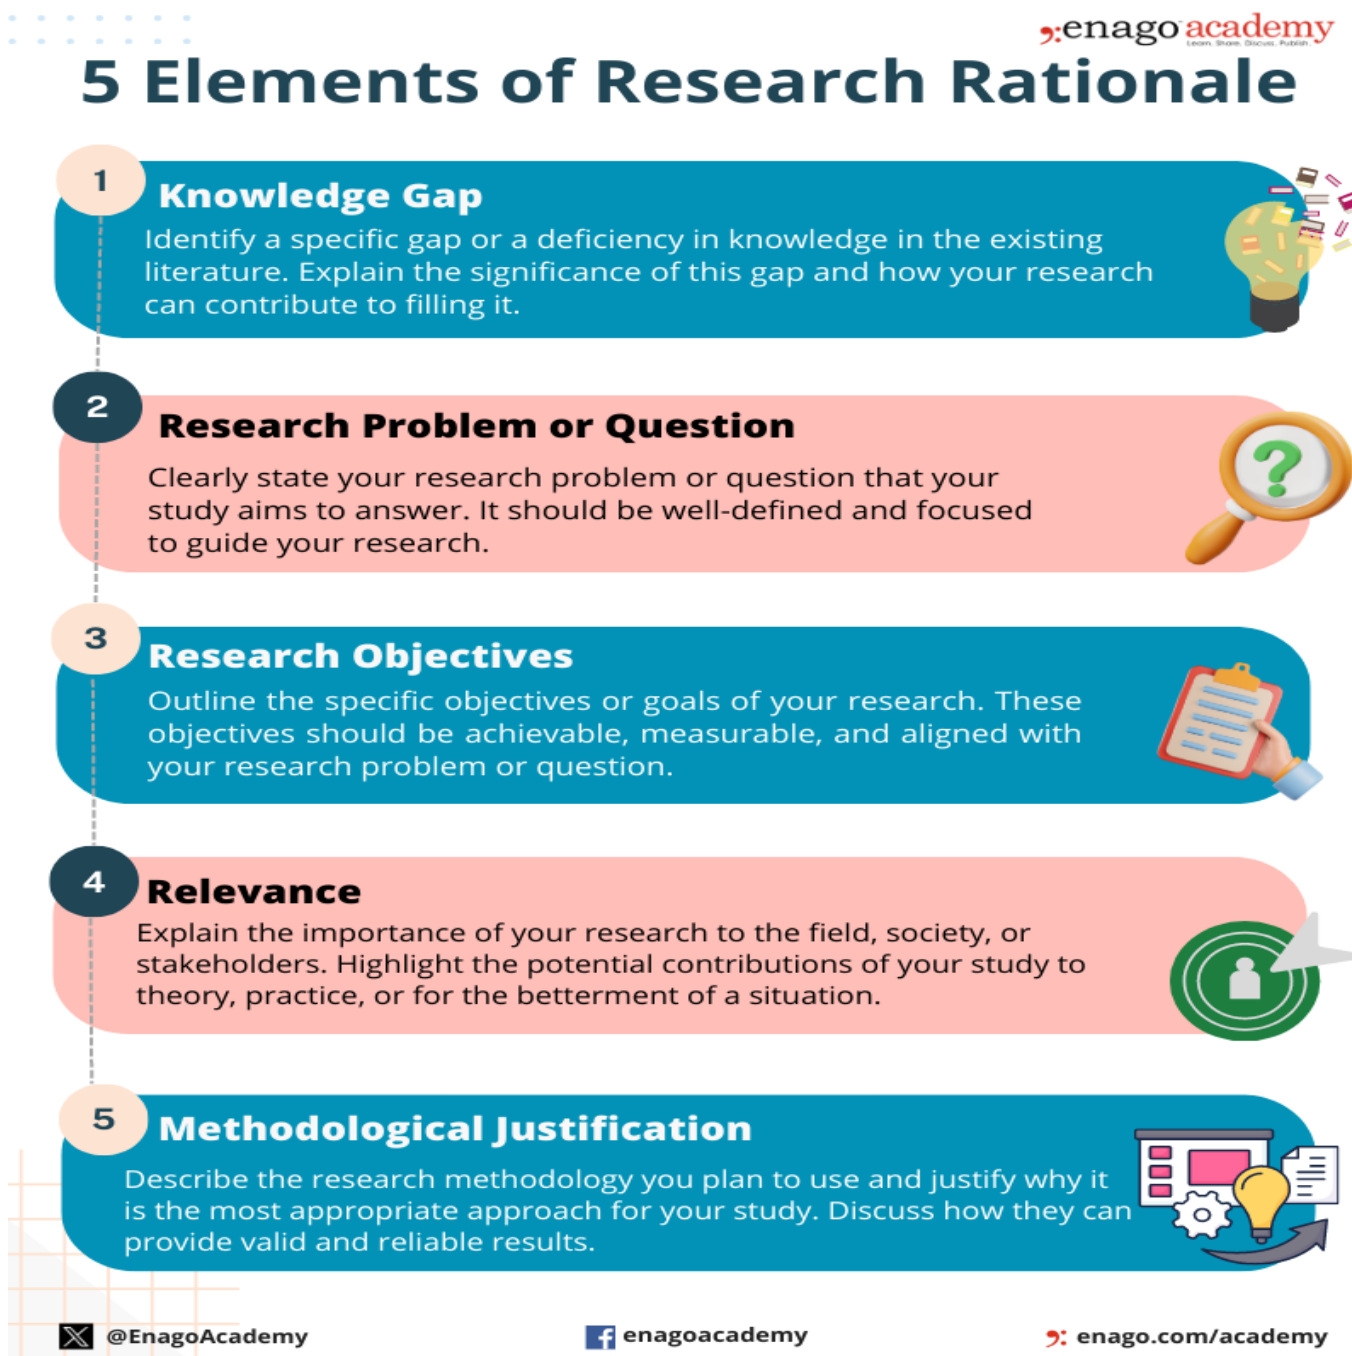 enago academy
Learn. Share. Discuss. Publish.
5 Elements of Research Rationale
1
Knowledge Gap
Identify a specific gap or a deficiency in knowledge in the existing
literature. Explain the significance of this gap and how your research
can contribute to filling it.
2
Research Problem or Question
Clearly state your research problem or question that your
study aims to answer. It should be well-defined and focused
to guide your research.
?
3
Research Objectives
Outline the specific objectives or goals of your research. These
objectives should be achievable, measurable, and aligned with
your research problem or question.
4
Relevance
Explain the importance of your research to the field, society, or
stakeholders. Highlight the potential contributions of your study to
theory, practice, or for the betterment of a situation.
5
Methodological Justification
Describe the research methodology you plan to use and justify why it
is the most appropriate approach for your study. Discuss how they can
provide valid and reliable results.
@EnagoAcademy
enagoacademy
enago.com/academy